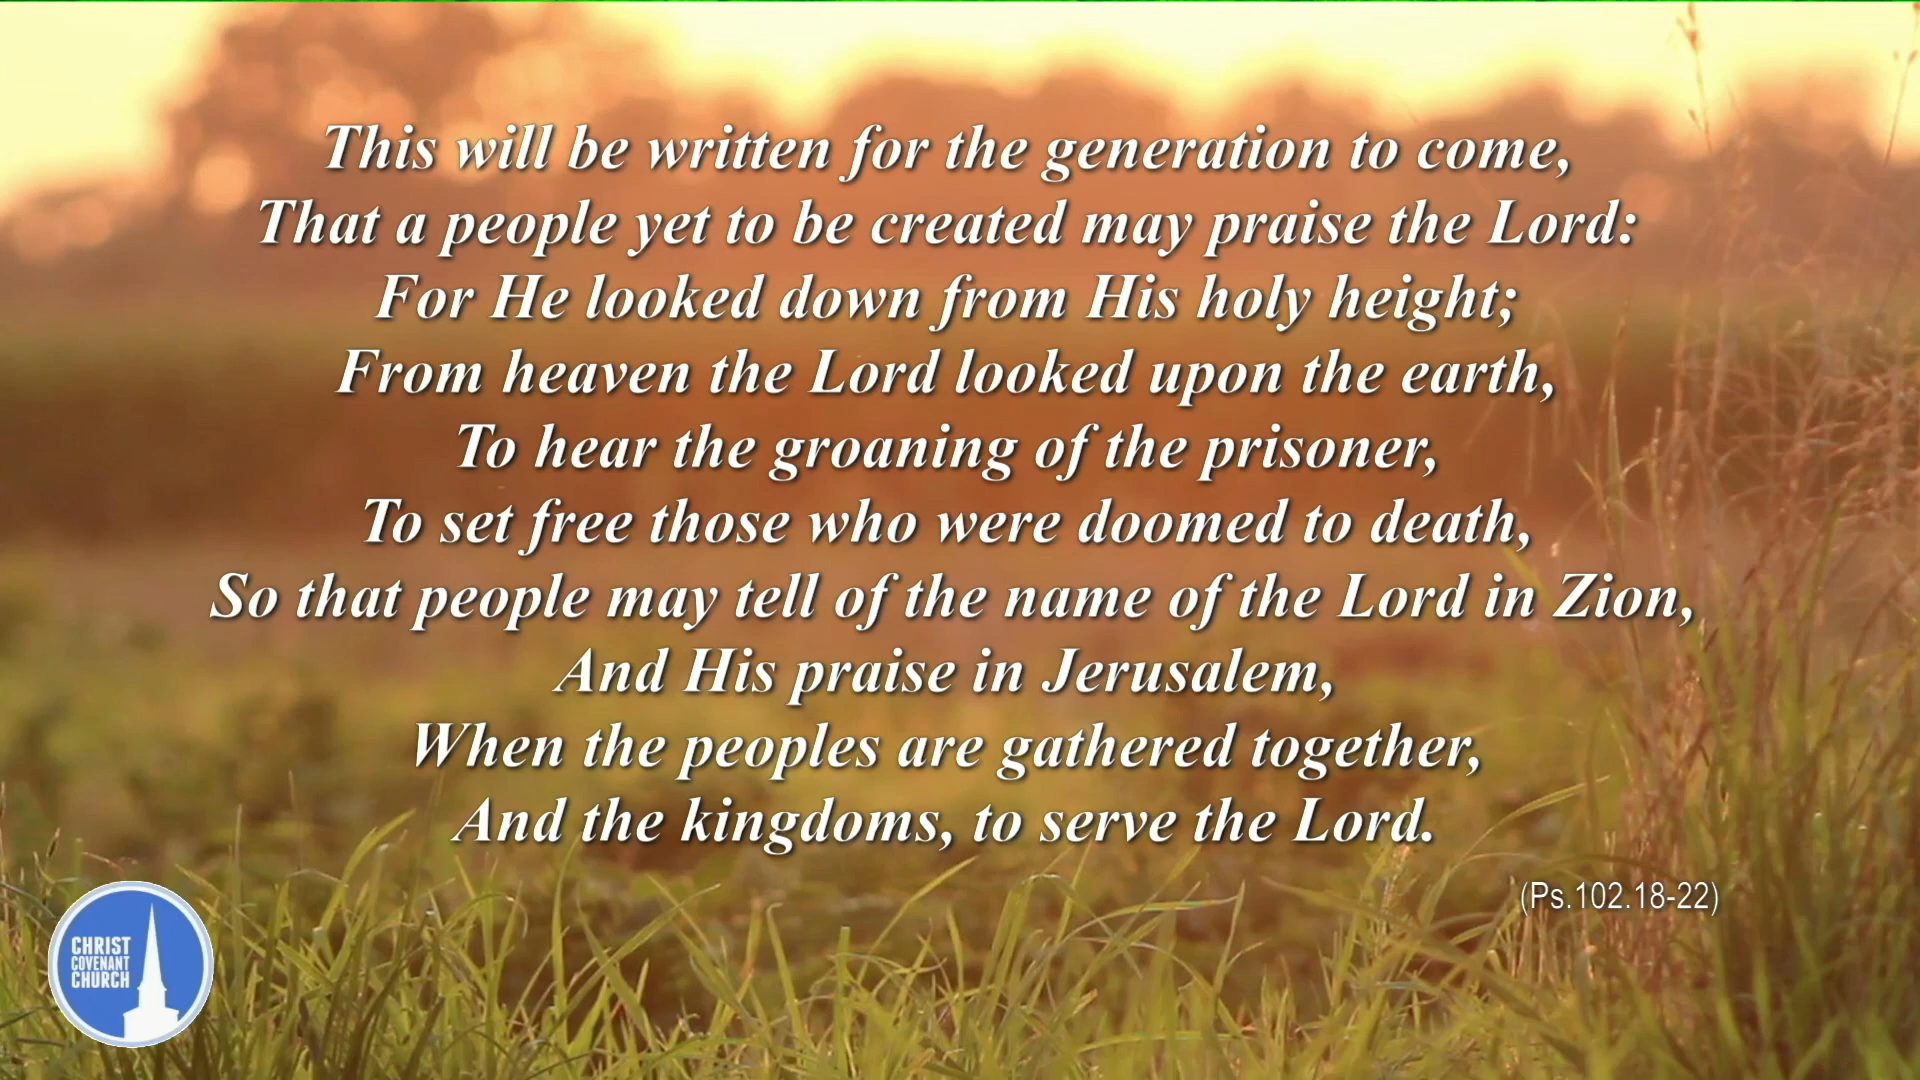 This will be written for the generation to come,
That a people yet to be created may praise the Lord:
For He looked down from His holy height;
From heaven the Lord looked upon the earth,
To hear the groaning of the prisoner,
To set free those who were doomed to death,
So that people may tell of the name of the Lord in Zion,
And His praise in Jerusalem,
When the peoples are gathered together,
And the kingdoms, to serve the Lord.
(Ps.102.18-22)
CHRIST
COVENANT
CHURCH